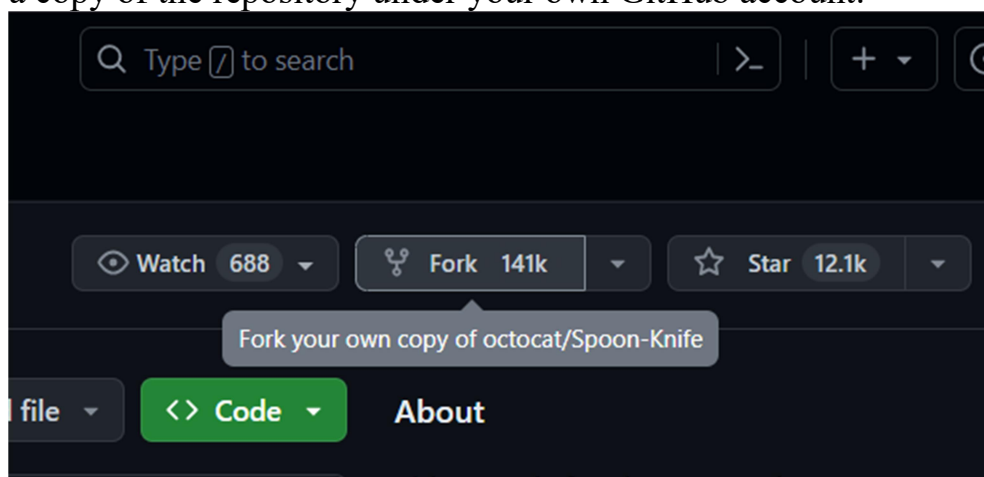 a copy of the repository under your own GitHub account.
Type / to search
Watch 688 Fork 141k Star 12.1k
Fork your own copy of octocat/Spoon-Knife
file Code About